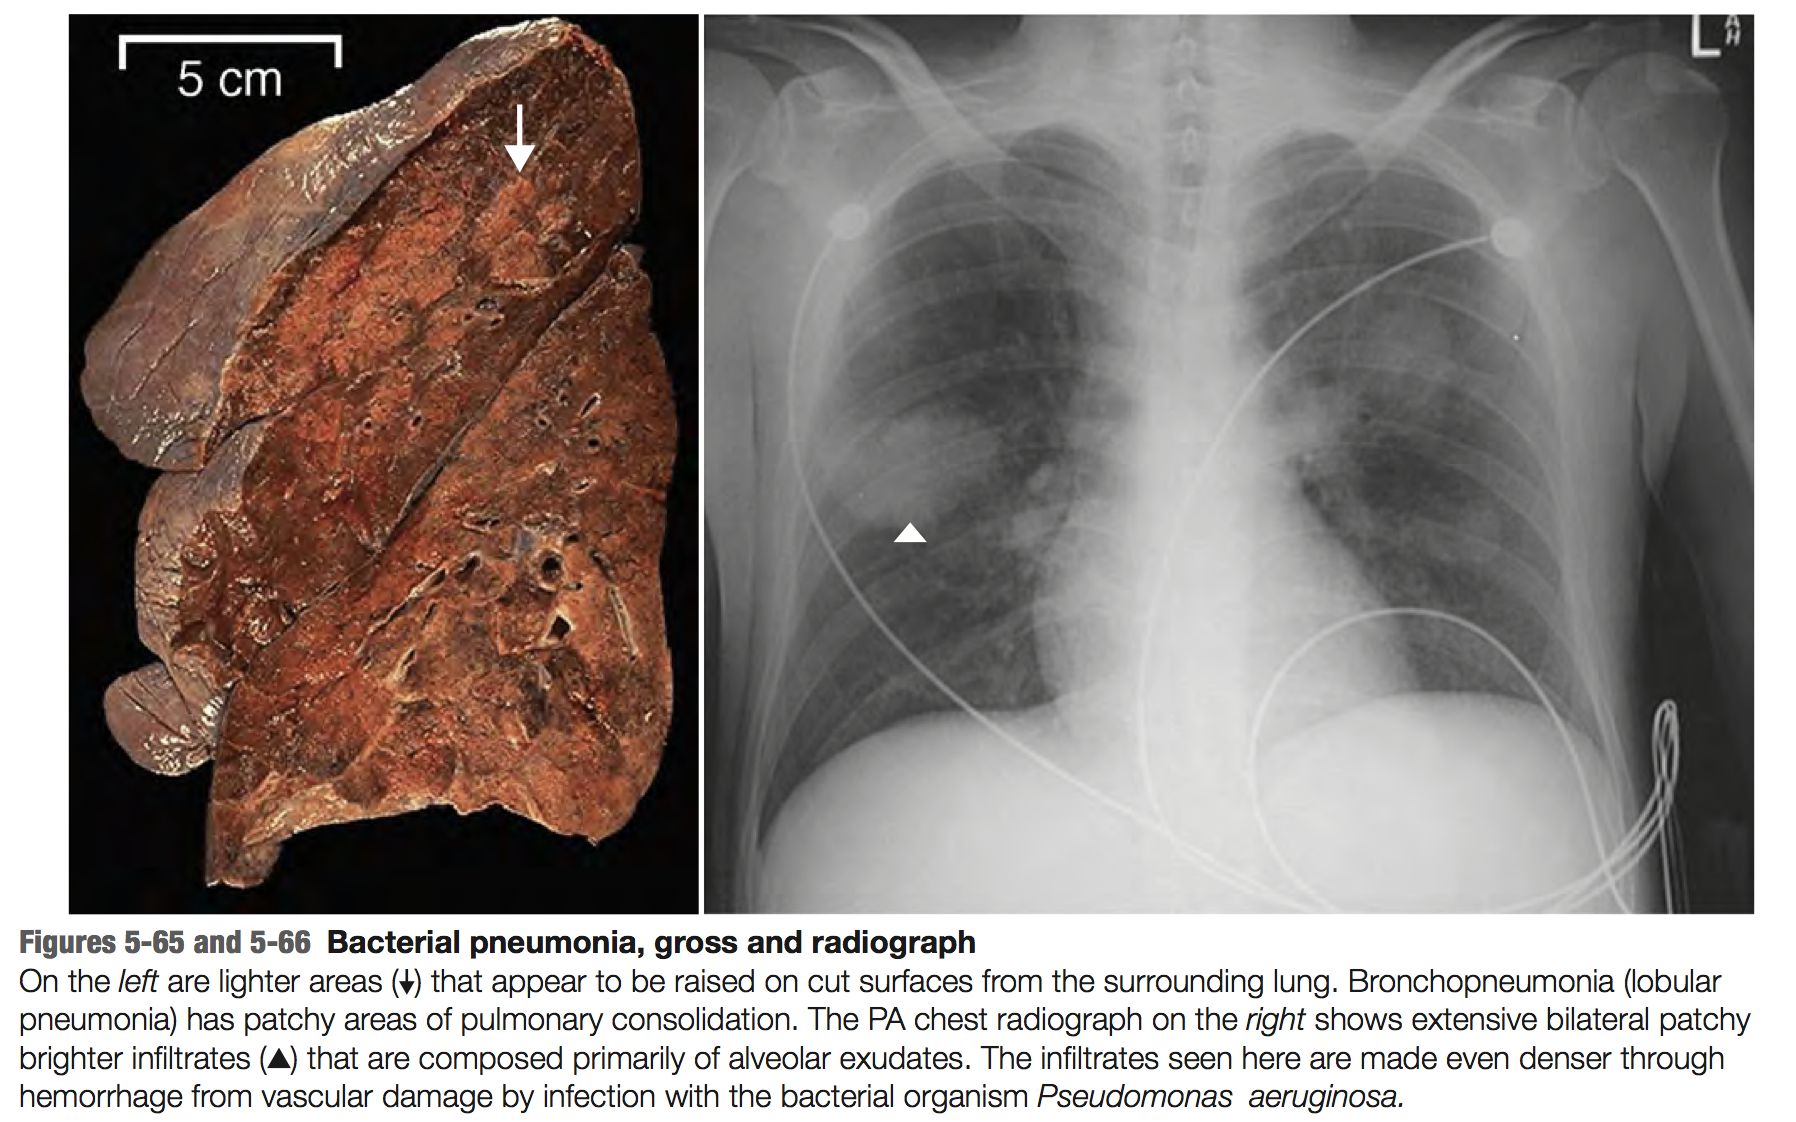 5 cm
L A
H
Figures 5-65 and 5-66 Bacterial pneumonia, gross and radiograph
On the left are lighter areas (↓) that appear to be raised on cut surfaces from the surrounding lung. Bronchopneumonia (lobular
pneumonia) has patchy areas of pulmonary consolidation. The PA chest radiograph on the right shows extensive bilateral patchy
brighter infiltrates (▲) that are composed primarily of alveolar exudates. The infiltrates seen here are made even denser through
hemorrhage from vascular damage by infection with the bacterial organism Pseudomonas aeruginosa.